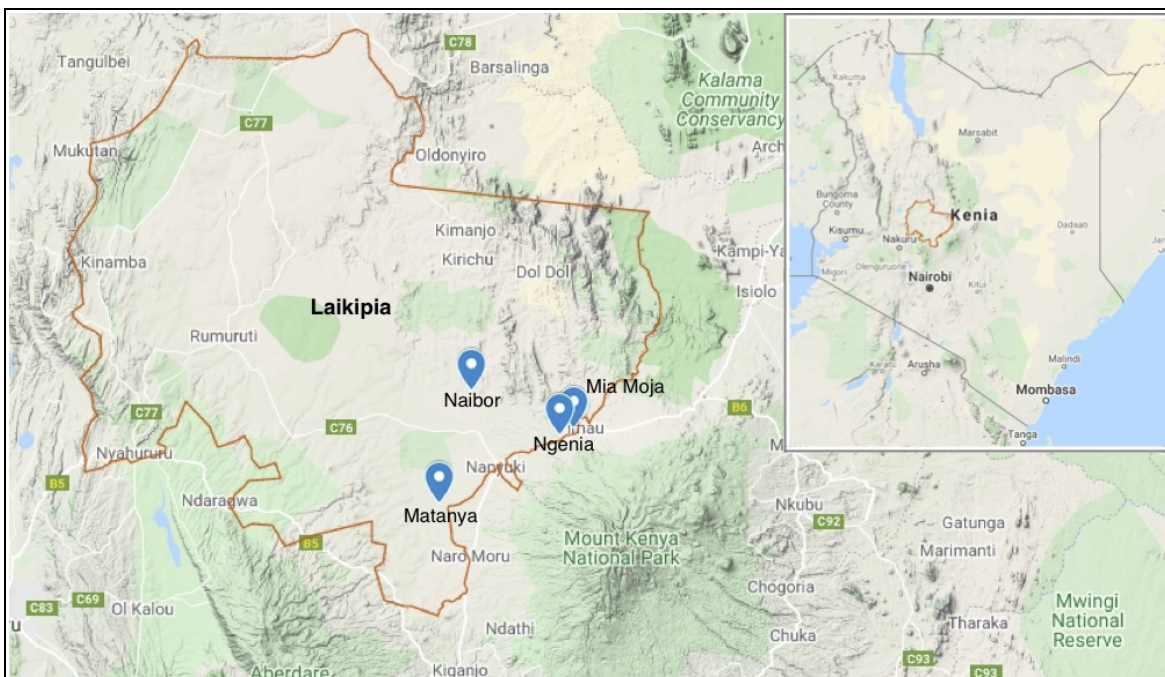 C78
Tangulbei
Barsalinga
Kalama
Community
Conservancy
C77
Arch
Mukutan
Oldonyiro
Kimanjo
Kirichu
Kinamba
Dol Dol
Kampi-Ya
Isiolo
Laikipia
Rumuruti
Naibor
Mia Moja
B6
C77
C76
Ngenia
Nyahururu
Nanyuki
B5
Ndaragwa
Matanya
Nkubu
C92
Gatunga
B5
Naro Moru
Mount Kenya
National Park
Marimanti
Chogoria
C83
C69
Ol Kalou
Mwingi
National
Reserve
Tharaka
Ndathi
Chuka
Aberdare
Kiganjo
C93
C93
Kakuma
Marsabit
Bungoma
County
Kenia
Kisumu
Nakuru
Dadaab
Migori
Olenguruone
Nairobi
Kitui
Arusha
Karatu
Malindi
Mombasa
Tanga